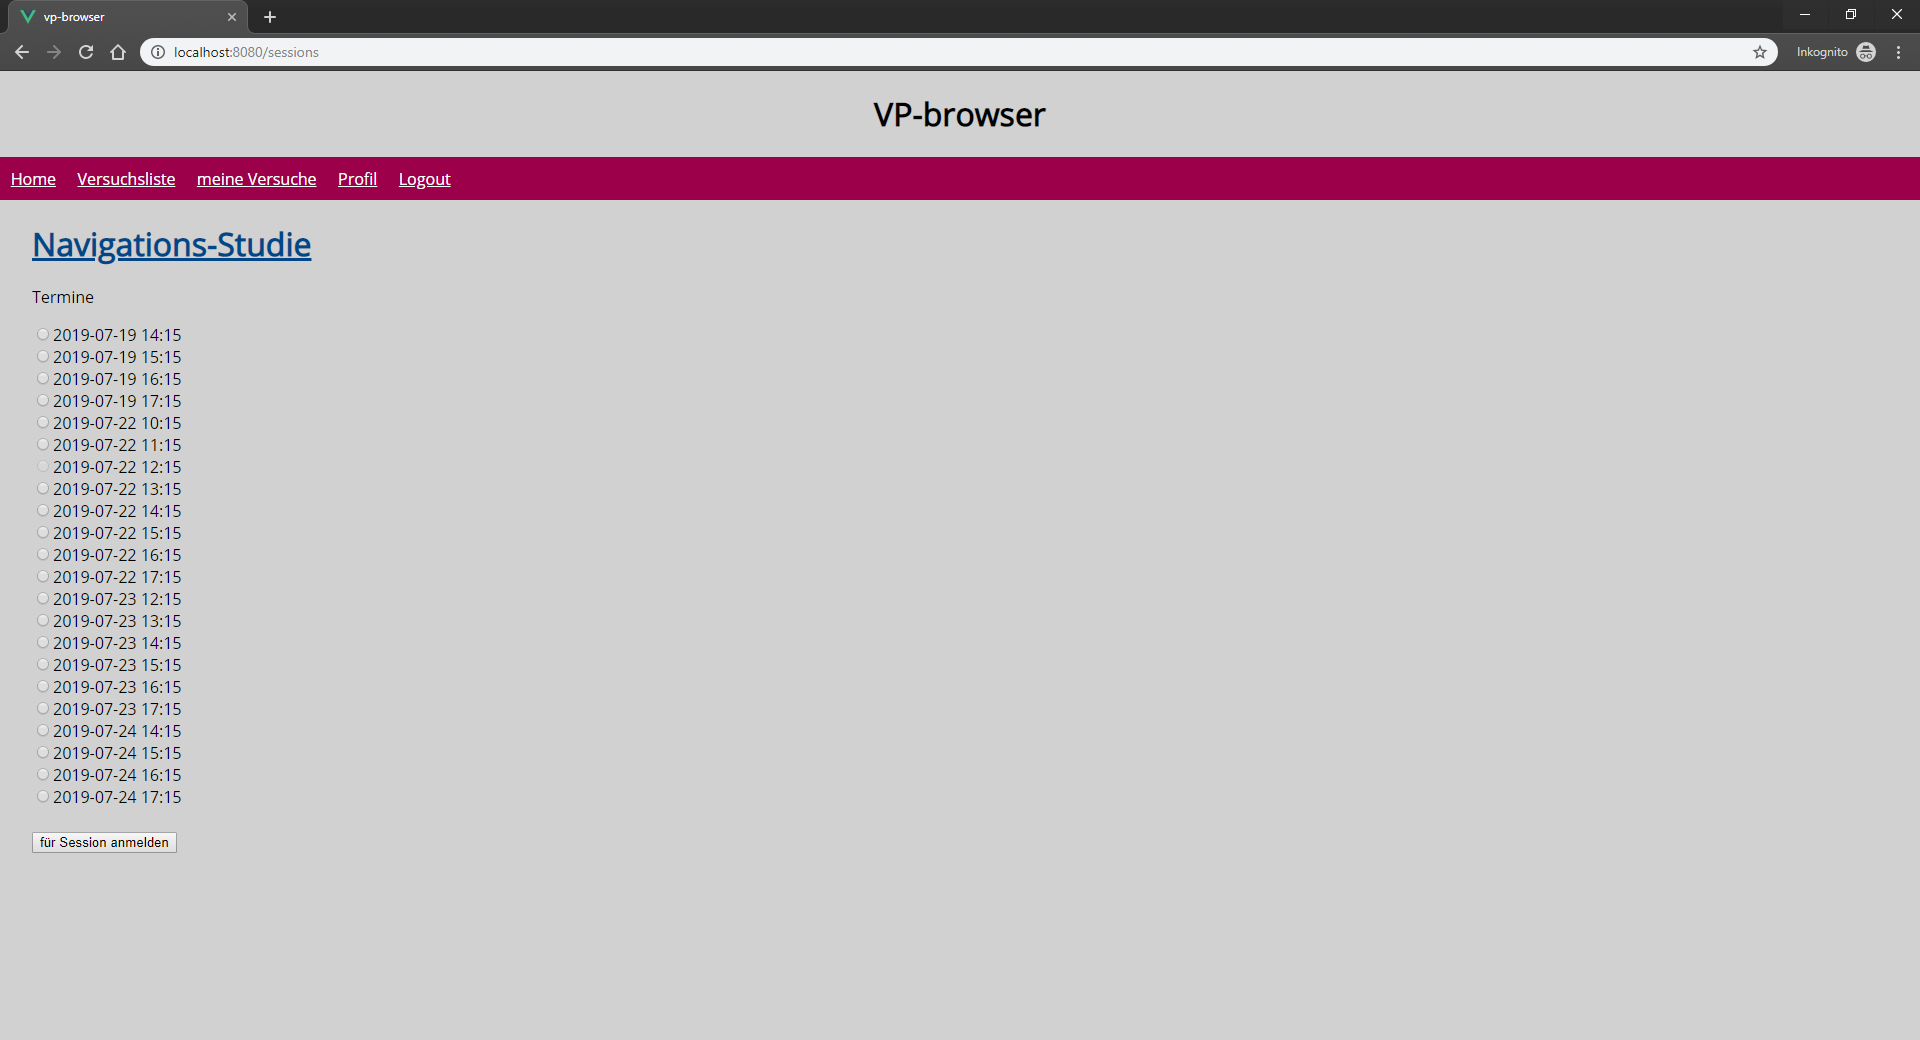 vp-browser
localhost:8080/sessions
Inkognito
VP-browser
Home Versuchsliste meine Versuche Profil Logout
Navigations-Studie
Termine
2019-07-19 14:15
2019-07-19 15:15
2019-07-19 16:15
2019-07-19 17:15
2019-07-22 10:15
2019-07-22 11:15
2019-07-22 12:15
2019-07-22 13:15
2019-07-22 14:15
2019-07-22 15:15
2019-07-22 16:15
2019-07-22 17:15
2019-07-23 12:15
2019-07-23 13:15
2019-07-23 14:15
2019-07-23 15:15
2019-07-23 16:15
2019-07-23 17:15
2019-07-24 14:15
2019-07-24 15:15
2019-07-24 16:15
2019-07-24 17:15
für Session anmelden